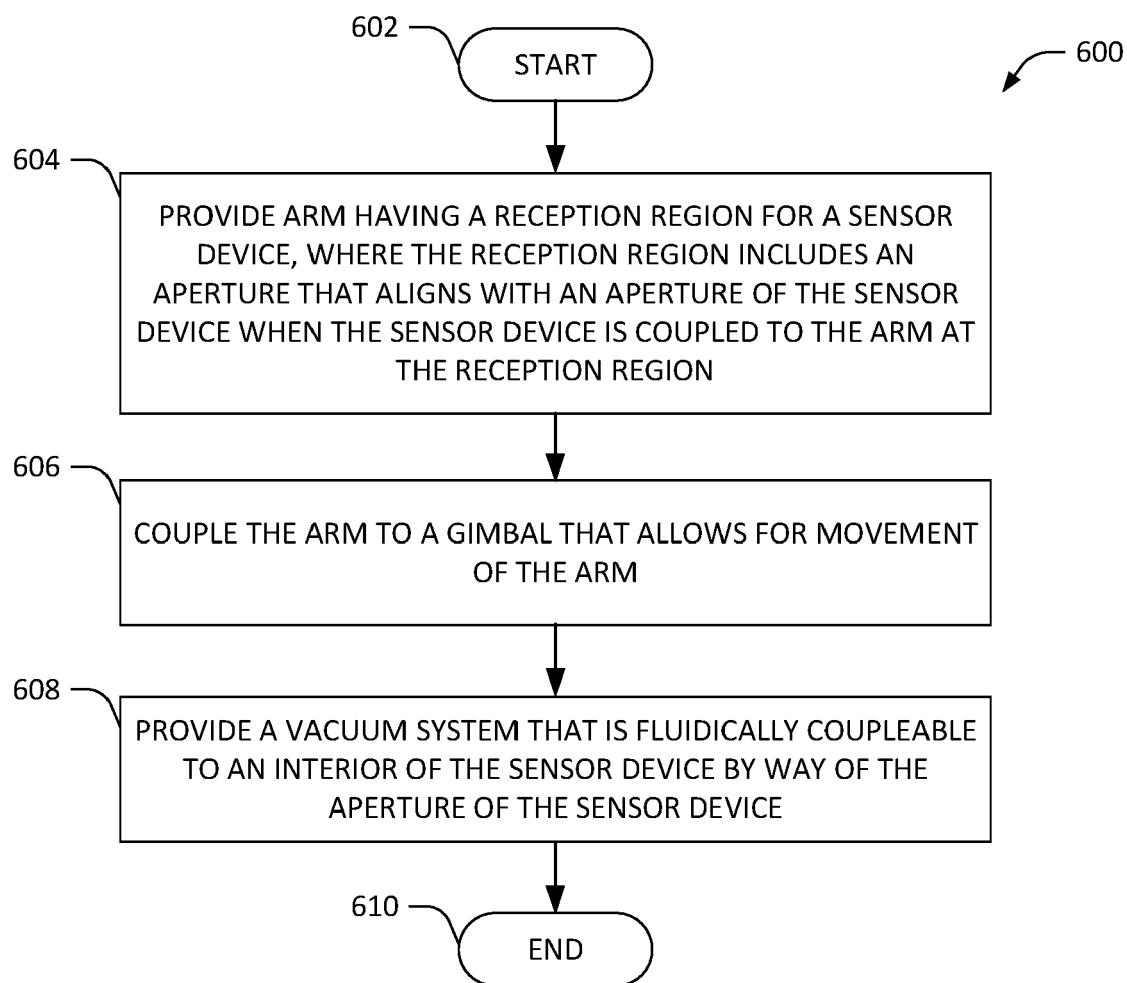 602
START
600
604
PROVIDE ARM HAVING A RECEPTION REGION FOR A SENSOR
DEVICE, WHERE THE RECEPTION REGION INCLUDES AN
APERTURE THAT ALIGNS WITH AN APERTURE OF THE SENSOR
DEVICE WHEN THE SENSOR DEVICE IS COUPLED TO THE ARM AT
THE RECEPTION REGION
606
COUPLE THE ARM TO A GIMBAL THAT ALLOWS FOR MOVEMENT
OF THE ARM
608
PROVIDE A VACUUM SYSTEM THAT IS FLUIDICALLY COUPLEABLE
TO AN INTERIOR OF THE SENSOR DEVICE BY WAY OF THE
APERTURE OF THE SENSOR DEVICE
610
END